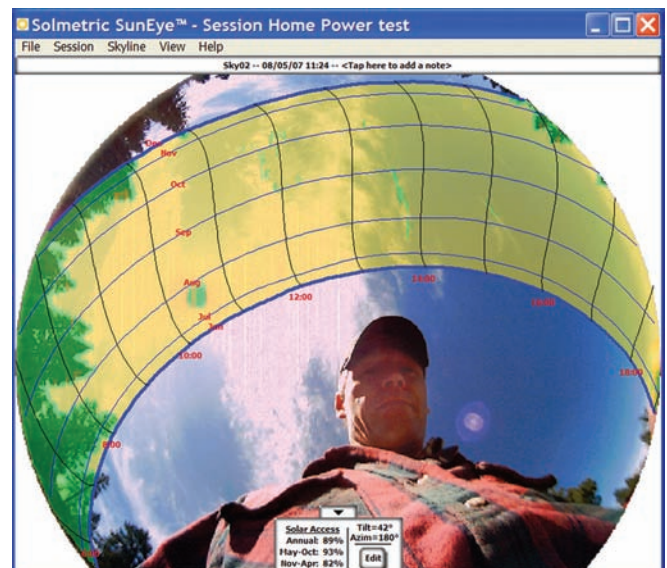 Solmetric SunEye™ - Session Home Power test
File Session Skyline View Help
Sky02 -- 08/05/07 11:24 -- <Tap here to add a note>
Dec
Nov
Oct
Sep
Aug
Jul
Jun
10:00
12:00
14:00
16:00
18:00
8:00
Solar Access
Annual: 89%
May-Oct: 93%
Nov-Apr: 82%
Tilt=42°
Azim=180°
Edit